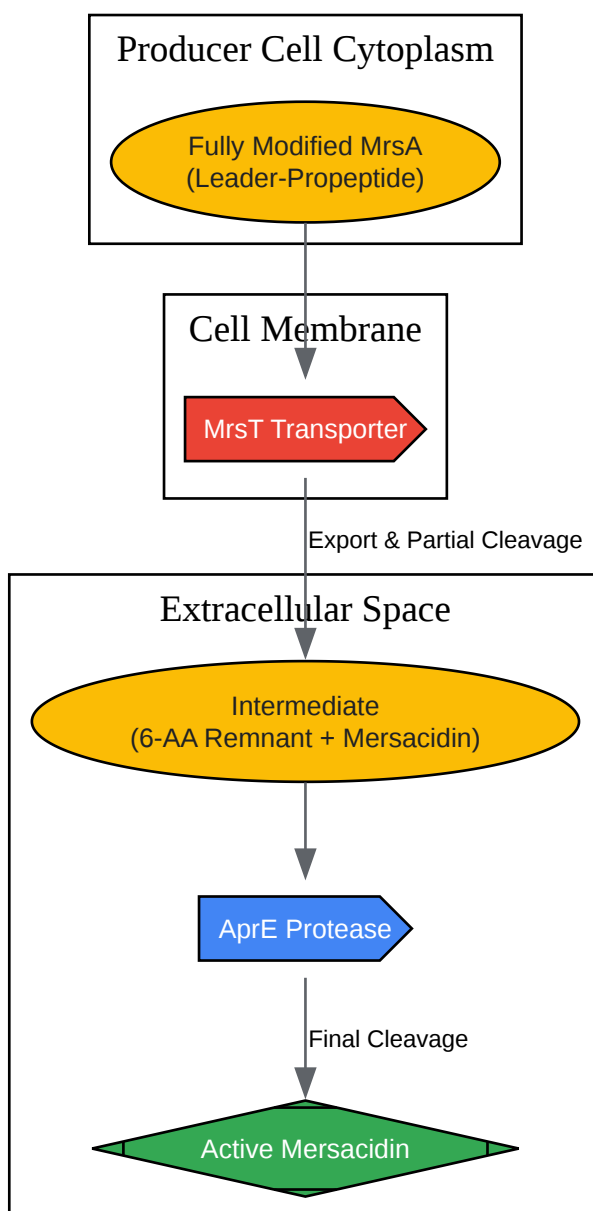 Producer Cell Cytoplasm
Fully Modified MrsA
(Leader-Propeptide)
Cell Membrane
MrsT Transporter
Export & Partial Cleavage
Extracellular Space
Intermediate
(6-AA Remnant + Mersacidin)
AprE Protease
Final Cleavage
Active Mersacidin